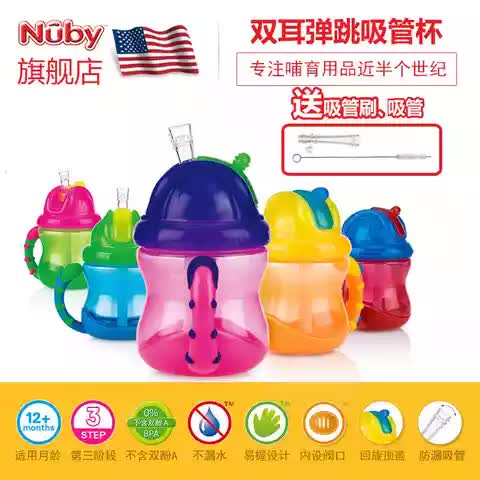 Nûby
旗舰店
双耳弹跳吸管杯
专注哺育用品近半个世纪
送吸管刷、吸管
12+
months
3
STEP
0%
不含双酚A
BPA
TM
TM
适用月龄
第三阶段
不含双酚A
不漏水
易握设计
内设阀口
回旋顶盖
防漏吸管